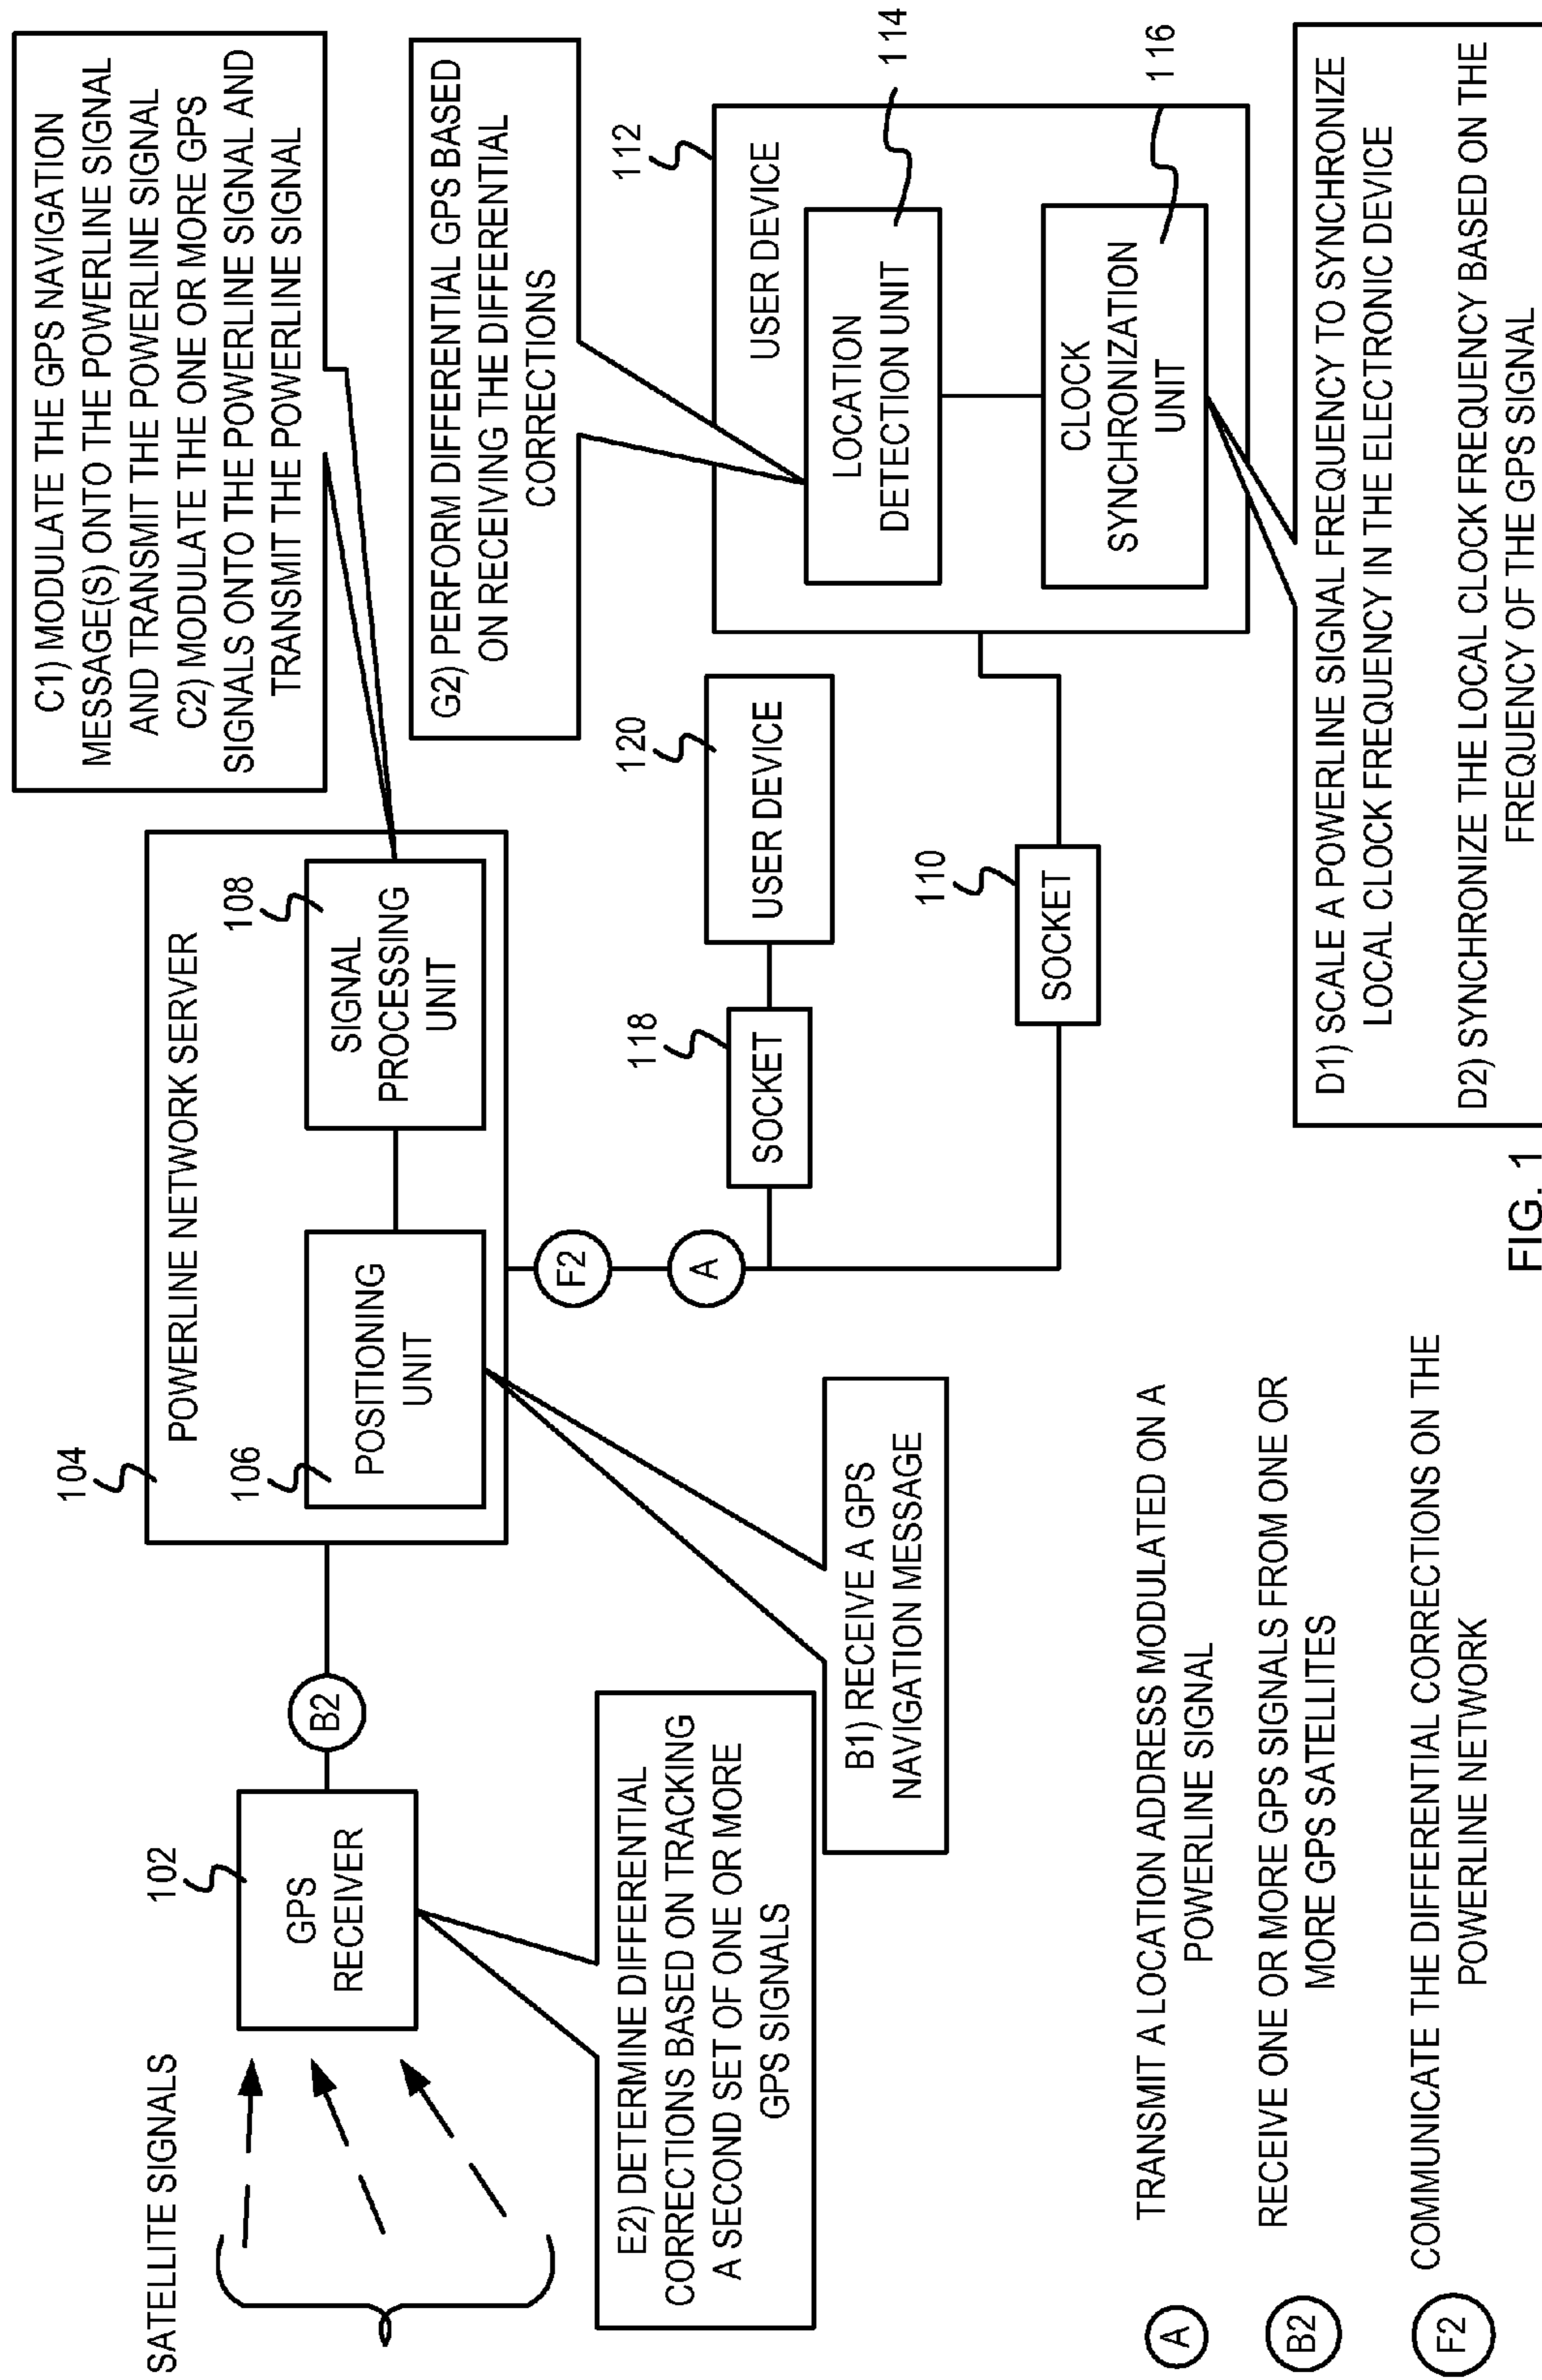 SATELLITE SIGNALS
102
GPS
RECEIVER
B2
104
POWERLINE NETWORK SERVER
106
POSITIONING
UNIT
108
SIGNAL
PROCESSING
UNIT
C1) MODULATE THE GPS NAVIGATION
MESSAGE(S) ONTO THE POWERLINE SIGNAL
AND TRANSMIT THE POWERLINE SIGNAL
C2) MODULATE THE ONE OR MORE GPS
SIGNALS ONTO THE POWERLINE SIGNAL AND
TRANSMIT THE POWERLINE SIGNAL
E2) DETERMINE DIFFERENTIAL
CORRECTIONS BASED ON TRACKING
A SECOND SET OF ONE OR MORE
GPS SIGNALS
B1) RECEIVE A GPS
NAVIGATION MESSAGE
F2
A
118
SOCKET
120
USER DEVICE
110
SOCKET
G2) PERFORM DIFFERENTIAL GPS BASED
ON RECEIVING THE DIFFERENTIAL
CORRECTIONS
112
USER DEVICE
LOCATION
DETECTION UNIT
114
CLOCK
SYNCHRONIZATION
UNIT
116
D1) SCALE A POWERLINE SIGNAL FREQUENCY TO SYNCHRONIZE
LOCAL CLOCK FREQUENCY IN THE ELECTRONIC DEVICE
D2) SYNCHRONIZE THE LOCAL CLOCK FREQUENCY BASED ON THE
FREQUENCY OF THE GPS SIGNAL
A
TRANSMIT A LOCATION ADDRESS MODULATED ON A
POWERLINE SIGNAL
B2
RECEIVE ONE OR MORE GPS SIGNALS FROM ONE OR
MORE GPS SATELLITES
F2
COMMUNICATE THE DIFFERENTIAL CORRECTIONS ON THE
POWERLINE NETWORK
FIG. 1